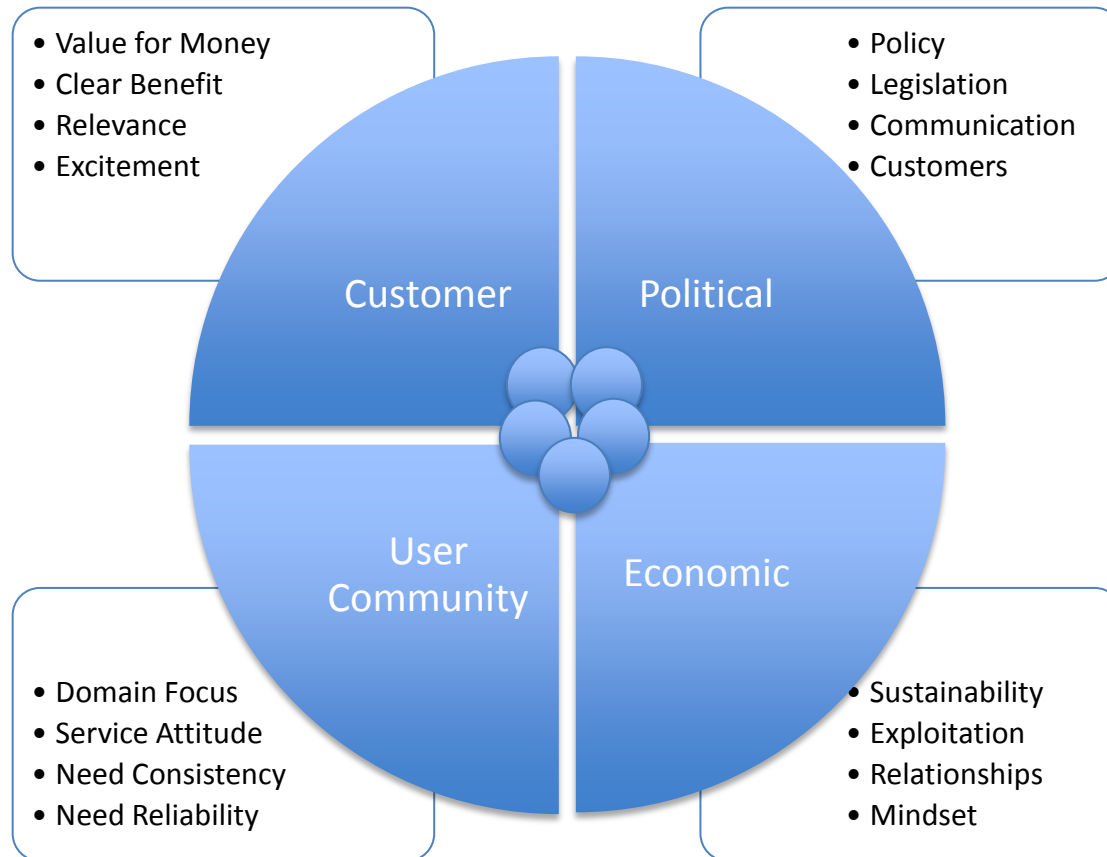 • Value for Money
• Clear Benefit
• Relevance
• Excitement
• Policy
• Legislation
• Communication
• Customers
Customer
Political
User
Community
Economic
• Domain Focus
• Service Attitude
• Need Consistency
• Need Reliability
• Sustainability
• Exploitation
• Relationships
• Mindset